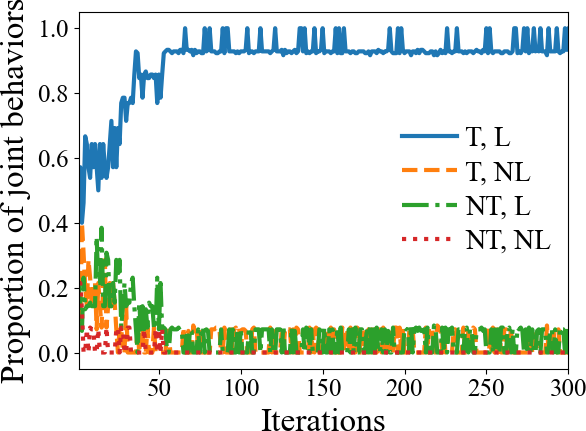 Proportion of joint behaviors
1.0
0.8
0.6
0.4
0.2
0.0
T, L
T, NL
NT, L
NT, NL
50 100 150 200 250 300
Iterations